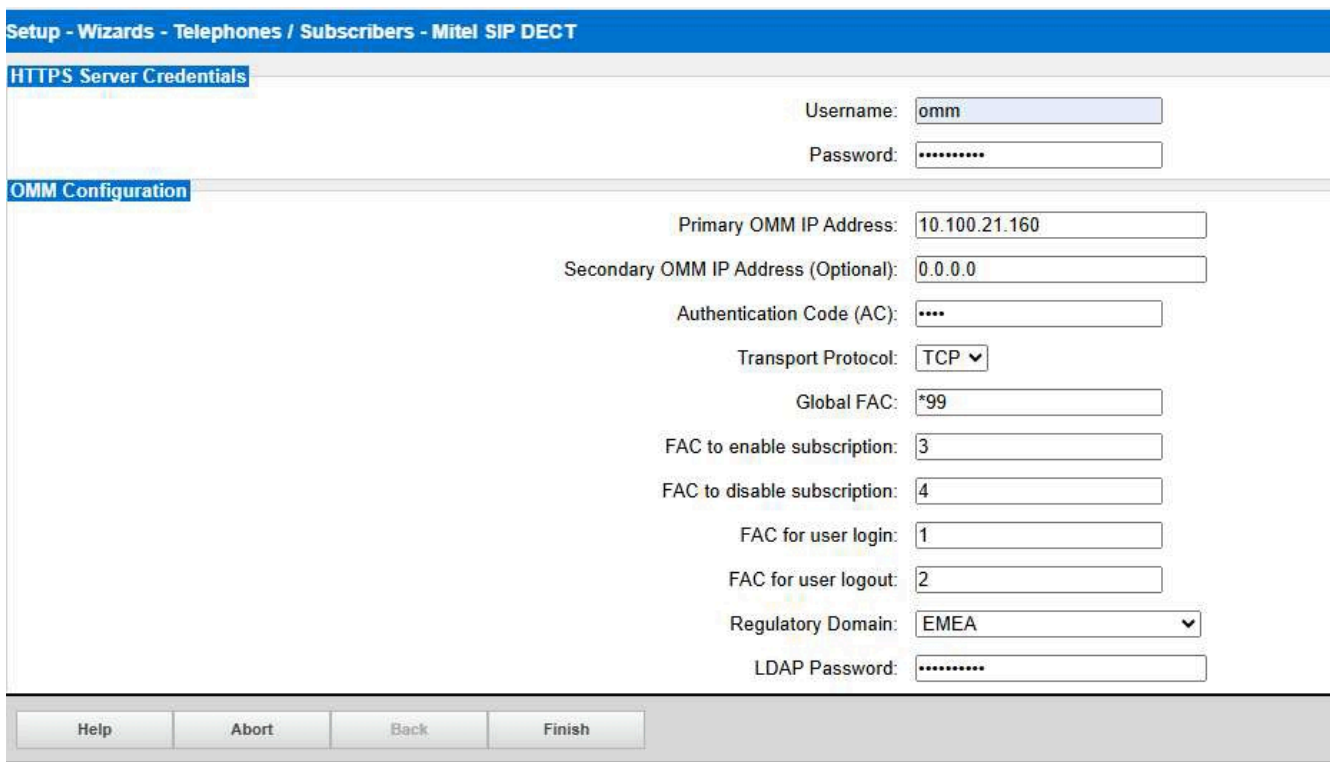 Setup - Wizards - Telephones / Subscribers - Mitel SIP DECT
HTTPS Server Credentials
Username: omm
Password: ••••••••••
OMM Configuration
Primary OMM IP Address: 10.100.21.160
Secondary OMM IP Address (Optional): 0.0.0.0
Authentication Code (AC): ••••
Transport Protocol: TCP
Global FAC: *99
FAC to enable subscription: 3
FAC to disable subscription: 4
FAC for user login: 1
FAC for user logout: 2
Regulatory Domain: EMEA
LDAP Password: ••••••••••
Help Abort Back Finish